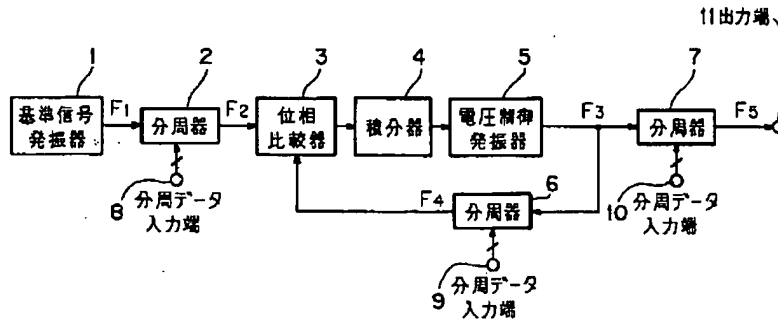 11出力端
1
2
3
4
5
7
基準信号
発振器
F1
分周器
F2
位相
比較器
積分器
電圧制御
発振器
F3
分周器
F5
8
分周データ
入力端
F4
分周器
6
10
分周データ
入力端
9
分周データ
入力端